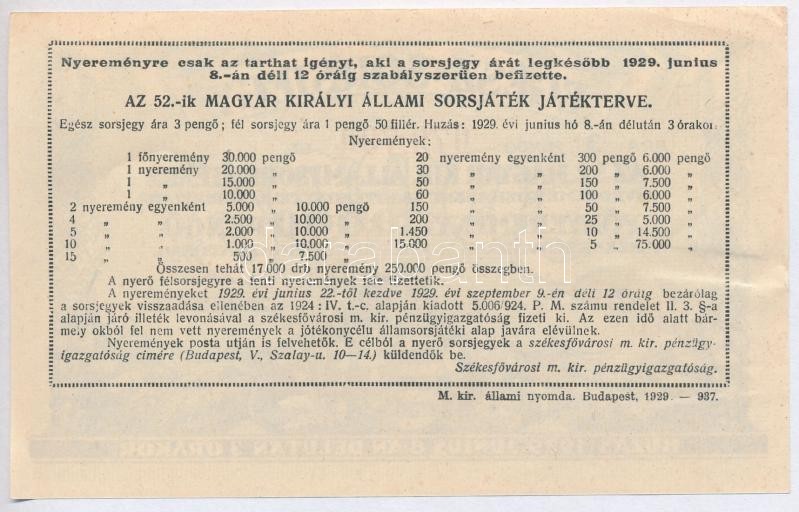 Nyereményre csak az tarthat igényt, aki a sorsjegy árát legkésőbb 1929. junius
8.-án déli 12 óráig szabályszerüen befizette.
AZ 52.-ik MAGYAR KIRÁLYI ÁLLAMI SORSJÁTÉK JÁTÉKTERVE.
Egész sorsjegy ára 3 pengő; fél sorsjegy ára 1 pengő 50 fillér. Huzás: 1929. évi junius hó 8.-án délután 3 órakor.
Nyeremények:
1 főnyeremény 30.000 pengő 20 nyeremény egyenként 300 pengő 6.000 pengő
1 nyeremény 20.000 „ 30 „ „ 200 „ 6.000 „
1 „ 15.000 „ 50 „ „ 150 „ 7.500 „
1 „ 10.000 „ 60 „ „ 100 „ 6.000 „
2 nyeremény egyenként 5.000 „ 10.000 pengő 150 „ „ 50 „ 7.500 „
4 „ „ 2.500 „ 10.000 „ 200 „ „ 25 „ 5.000 „
5 „ „ 2.000 „ 10.000 „ 1.450 „ „ 10 „ 14.500 „
10 „ „ 1.000 „ 10.000 „ 15.000 „ „ 5 „ 75.000 „
15 „ „ 500 „ 7.500 „
Összesen tehát 17.000 drb nyeremény 250.000 pengő összegben.
A nyerő félsorsjegyre a fenti nyeremények fele fizettetik.
A nyereményeket 1929. évi junius 22.-től kezdve 1929. évi szeptember 9.-én déli 12 óráig bezárólag
a sorsjegyek visszaadása ellenében az 1924 : IV. t.-c. alapján kiadott 5.006/924. P. M. számu rendelet II. 3. §-a
alapján járó illeték levonásával a székesfővárosi m. kir. pénzügyigazgatóság fizeti ki. Az ezen idő alatt bár-
mely okból fel nem vett nyeremények a jótékonycélu államsorsjátéki alap javára elévülnek.
Nyeremények posta utján is felvehetők. E célból a nyerő sorsjegyek a székesfővárosi m. kir. pénzügy-
igazgatóság cimére (Budapest, V., Szalay-u. 10—14.) küldendők be.
Székesfővárosi m. kir. pénzügyigazgatóság.
M. kir. állami nyomda. Budapest, 1929. — 937.
darabanth